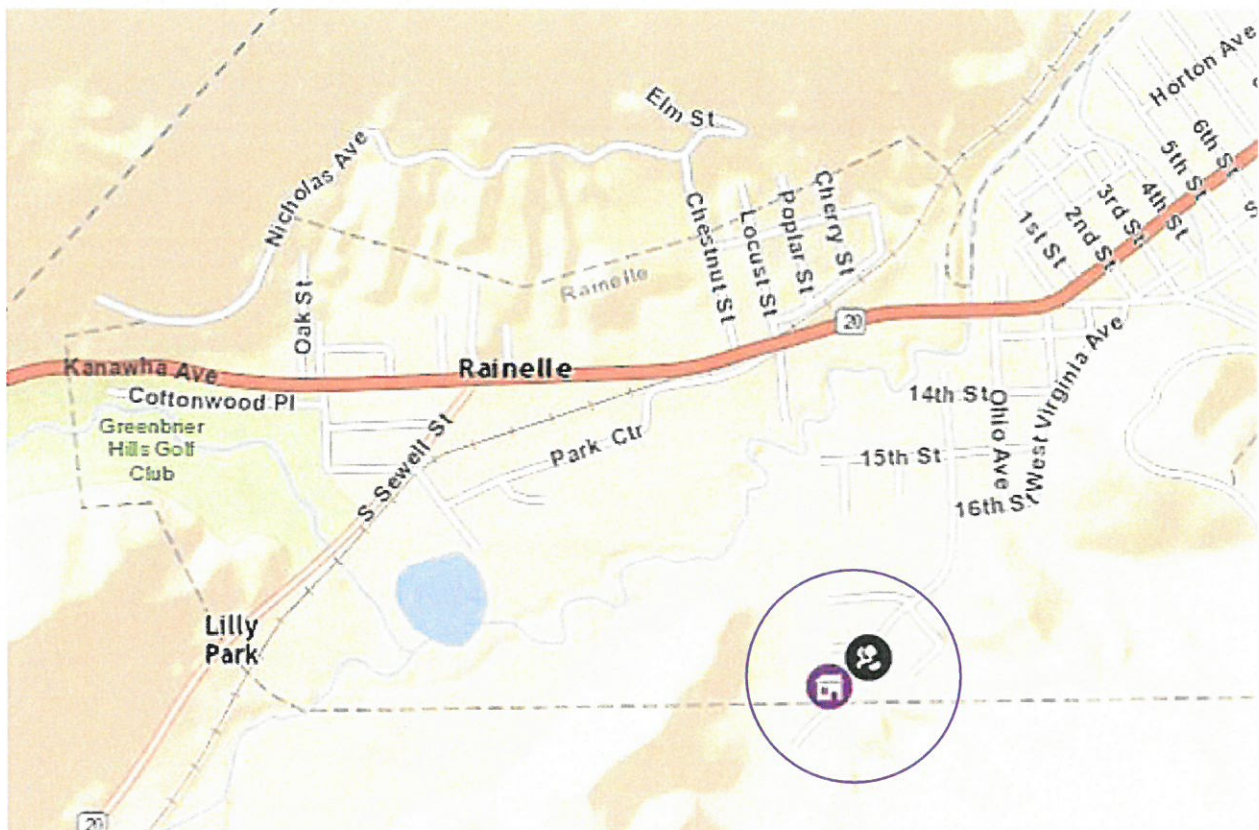 Horton Ave
Elm St
6th St
5th St
4th St
3rd St
2nd St
1st St
Nicholas Ave
Cherry St
Poplar St
Locust St
Chestnut St
Rainelle
Oak St
20
Kanawha Ave
Rainelle
West Virginia Ave
Cottonwood Pl
14th St
Ohio Ave
Greenbrier
Hills Golf
Club
S Sewell St
Park Ctr
15th St
16th St
Lilly
Park
20